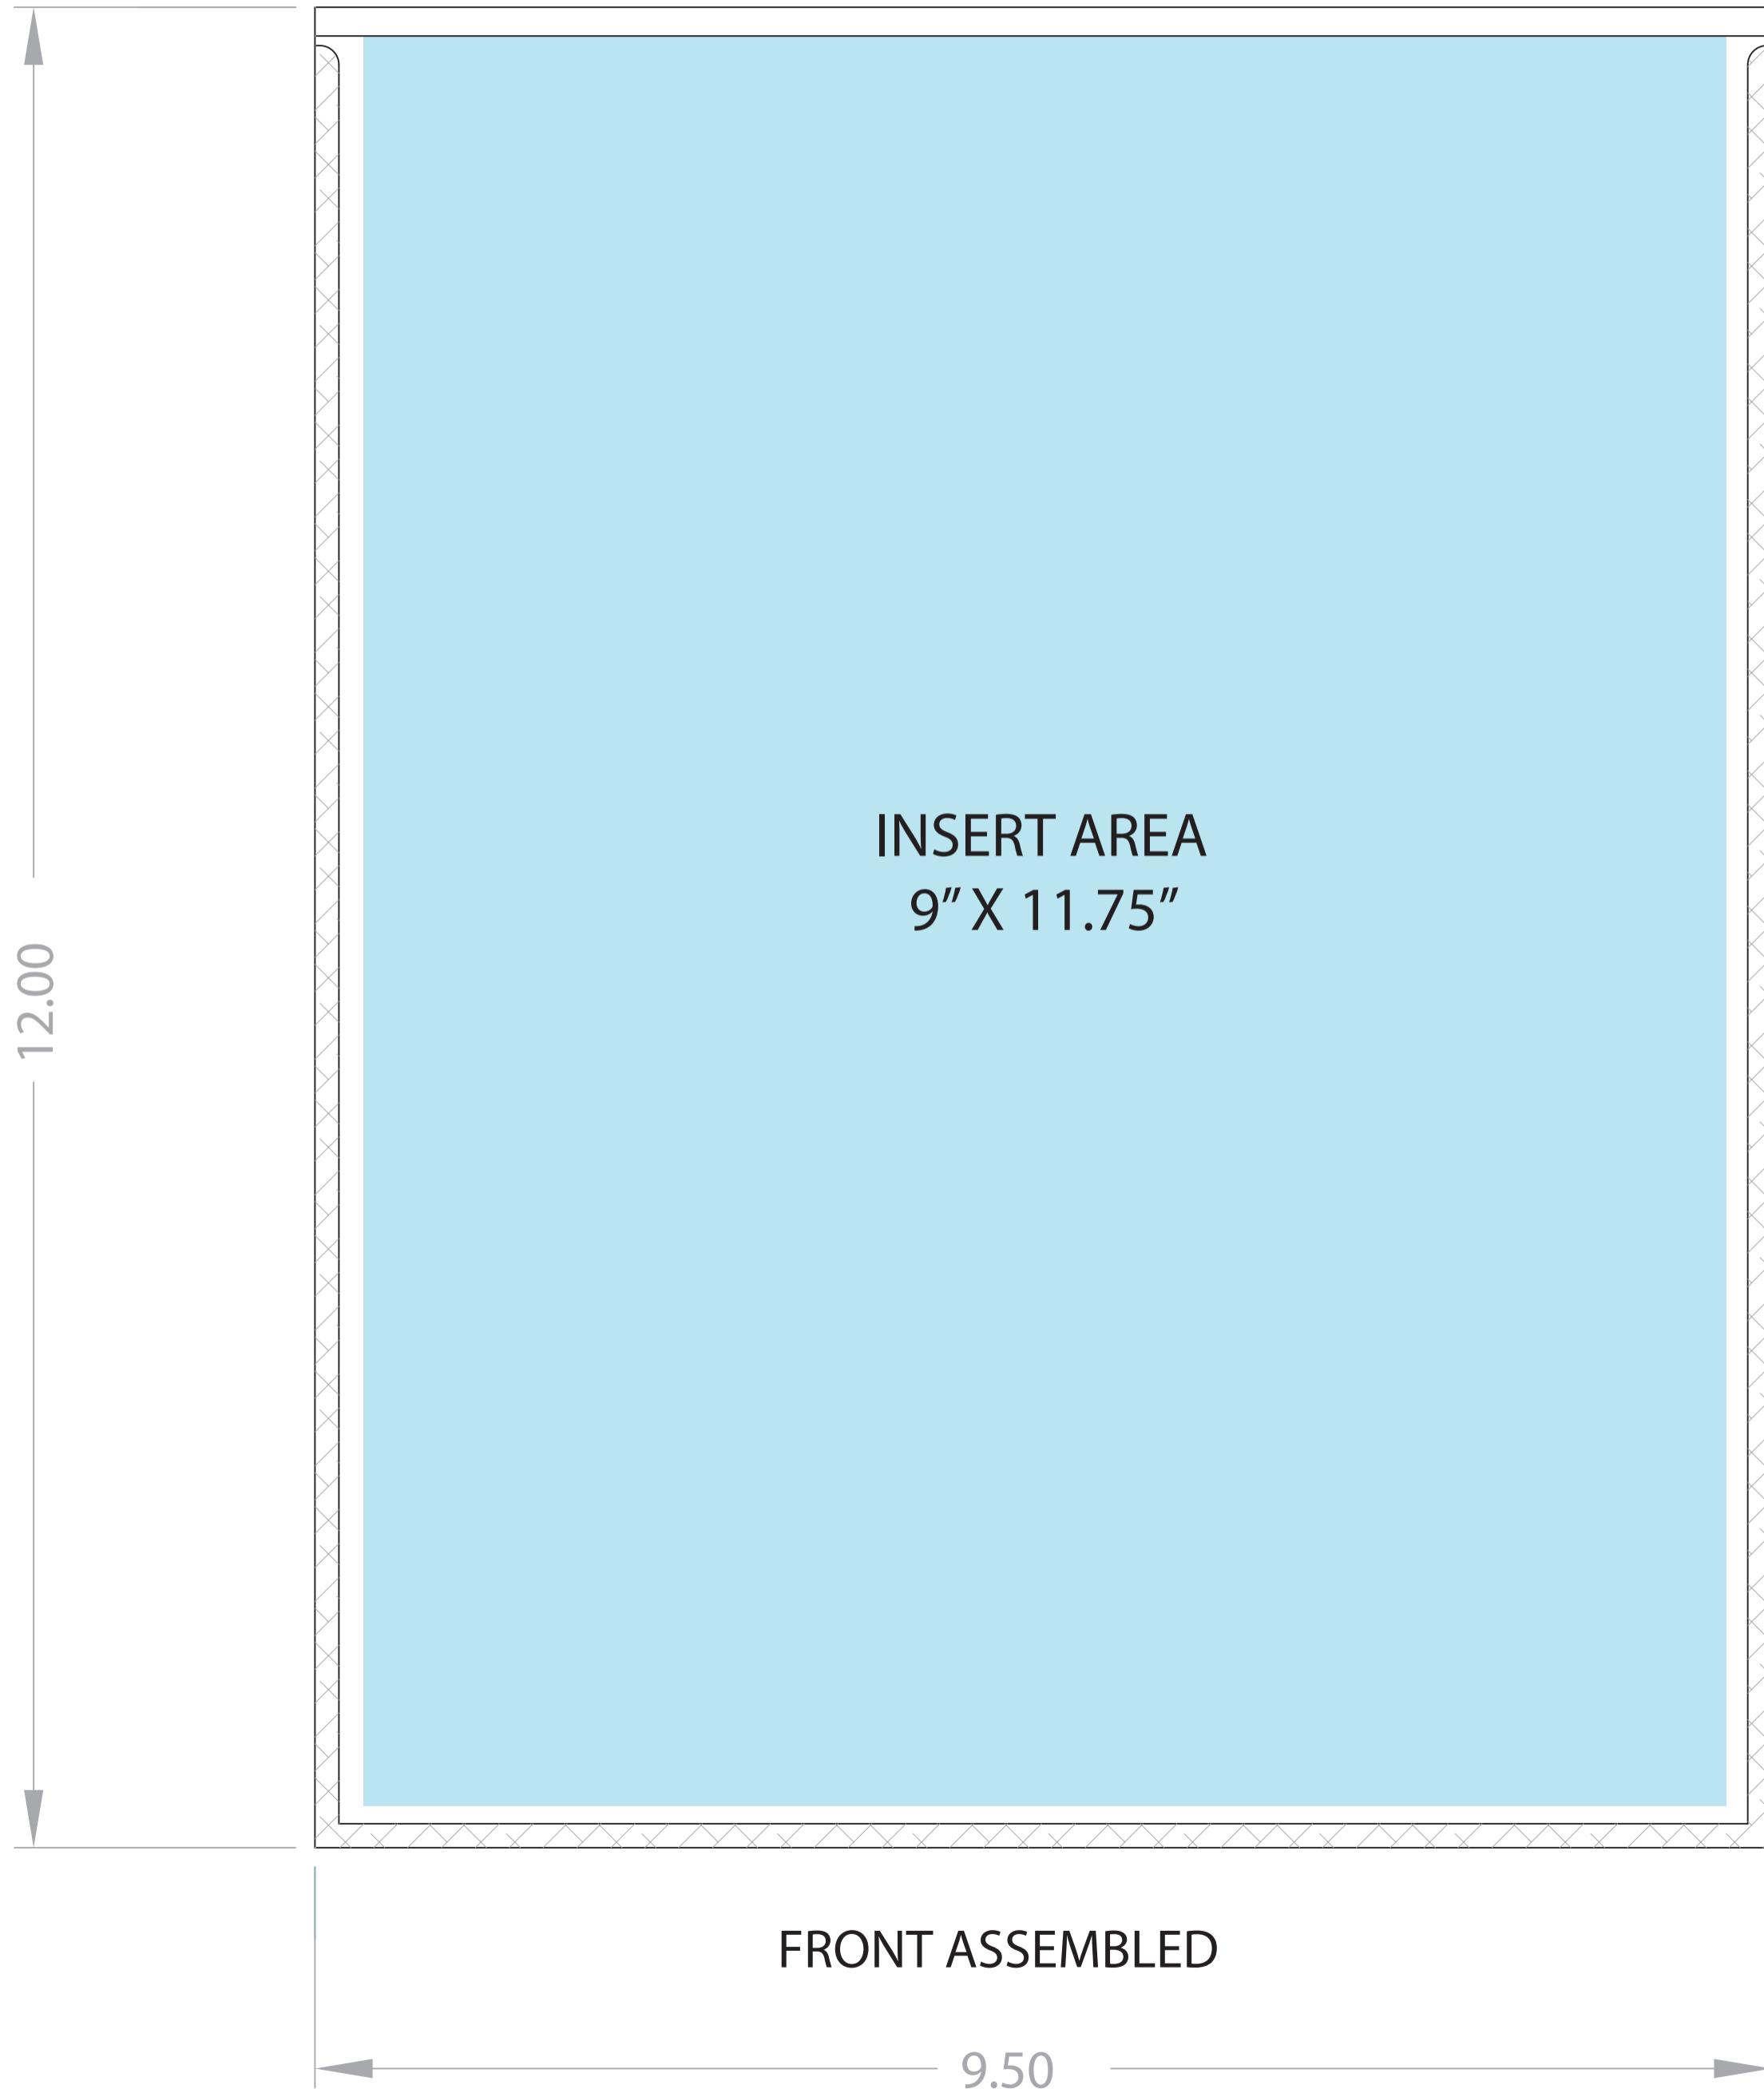 INSERT AREA
9” X 11.75”
12.00
FRONT ASSEMBLED
9.50